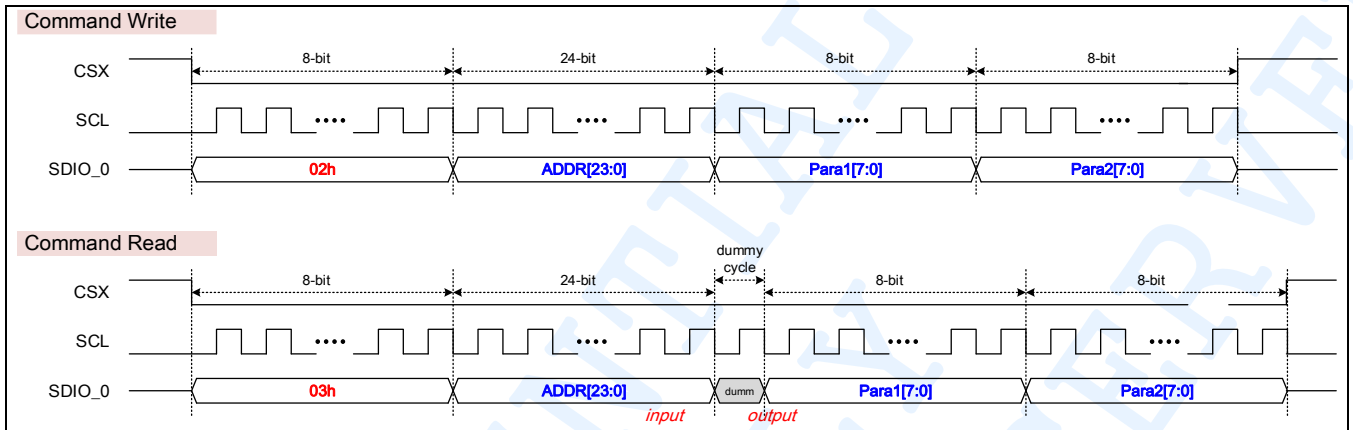 Command Write
8-bit 24-bit 8-bit 8-bit
CSX
SCL
SDIO_0 02h ADDR[23:0] Para1[7:0] Para2[7:0]
Command Read
dummy
cycle
8-bit 24-bit 8-bit 8-bit
CSX
SCL
SDIO_0 03h ADDR[23:0] dumm Para1[7:0] Para2[7:0]
input output